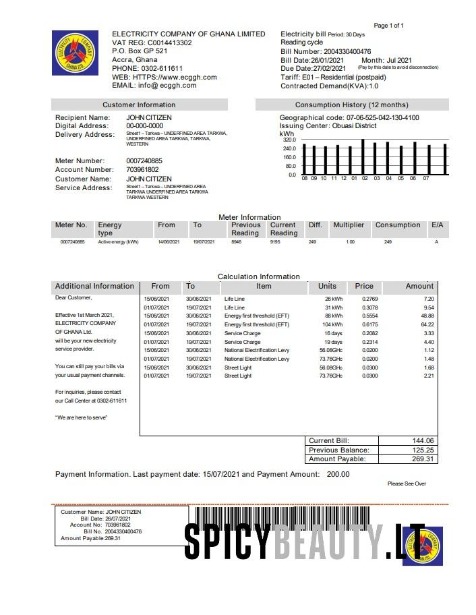 Page 1 of 1
ELECTRICITY COMPANY OF GHANA LIMITED
VAT REG: C0014413302
P.O. Box GP 521
Accra, Ghana
PHONE: 0302-611611
WEB: HTTPS://www.ecggh.com
EMAIL: info@ ecggh.com
Electricity bill Period: 30 Days
Reading cycle
Bill Number: 2004330400476
Bill Date:26/01/2021 Month: Jul 2021
Due Date:27/02/2021 (Pay by this date to avoid disconnection)
Tariff: E01 – Residential (postpaid)
Contracted Demand(KVA):1.0
Customer Information
Recipient Name: JOHN CITIZEN
Digital Address: 00-000-0000
Delivery Address: Street1 - Tarkwa - UNDERFINED AREA TARKWA,
UNDERFINED AREA TARKWA, TARKWA,
WESTERN
Meter Number: 0007240885
Account Number: 703961802
Customer Name: JOHN CITIZEN
Service Address: Street1 - Tarkwa - UNDERFINED AREA
TARKWA UNDERFINED AREA TARKWA
TARKWA WESTERN
Consumption History (12 months)
Geographical code: 07-06-525-042-130-4100
Issuing Center: Obuasi District
kWh
320.0
240.0
160.0
80.0
0.00
08 09 10 11 12 01 02 03 04 05 06 07
Meter Information
Meter No. Energy type From To Previous Reading Current Reading Diff. Multiplier Consumption E/A
0007240885 Active energy (kWh) 14/06/2021 19/07/2021 249 A
Calculation Information
Additional Information From To Item Units Price Amount
Dear Customer, 15/06/2021 30/06/2021 Life Line 26 kWh 0.2769 7.20
01/07/2021 19/07/2021 Life Line 31 kWh 0.3078 9.54
Effective 1st March 2021, 15/06/2021 30/06/2021 Energy first threshold (EFT) 88 kWh 0.5554 48.88
ELECTRICITY COMPANY 01/07/2021 19/07/2021 Energy first threshold (EFT) 104 kWh 0.6175 64.22
OF GHANA Ltd. 15/06/2021 30/06/2021 Service Charge 16 days 0.2082 3.33
will be your new electricity 01/07/2021 19/07/2021 Service Charge 19 days 0.2314 4.40
service provider. 15/06/2021 30/06/2021 National Electrification Levy 56.08GHc 0.0200 1.12
01/07/2021 19/07/2021 National Electrification Levy 73.76GHc 0.0200 1.48
You can still pay your bills via 15/06/2021 30/06/2021 Street Light 56.08GHc 0.0300 1.68
your usual payment channels. 01/07/2021 19/07/2021 Street Light 73.76GHc 0.0300 2.21
For inquiries, please contact
our Call Center at 0302-611611
"We are here to serve"
Current Bill: 144.06
Previous Balance: 125.25
Amount Payable: 269.31
Payment Information. Last payment date: 15/07/2021 and Payment Amount: 200.00
Please See Over
Customer Name: JOHN CITIZEN
Bill Date: 26/07/2021
Account No: 703961802
Bill No. 2004330400476
Amount Payable:269.31
SPICYBEAUTY.LT